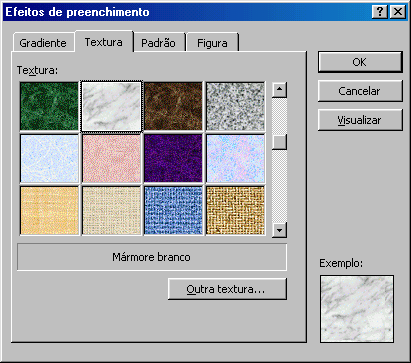 Efeitos de preenchimento
Gradiente Textura Padrão Figura
Textura:
OK
Cancelar
Visualizar
Mármore branco
Outra textura...
Exemplo: